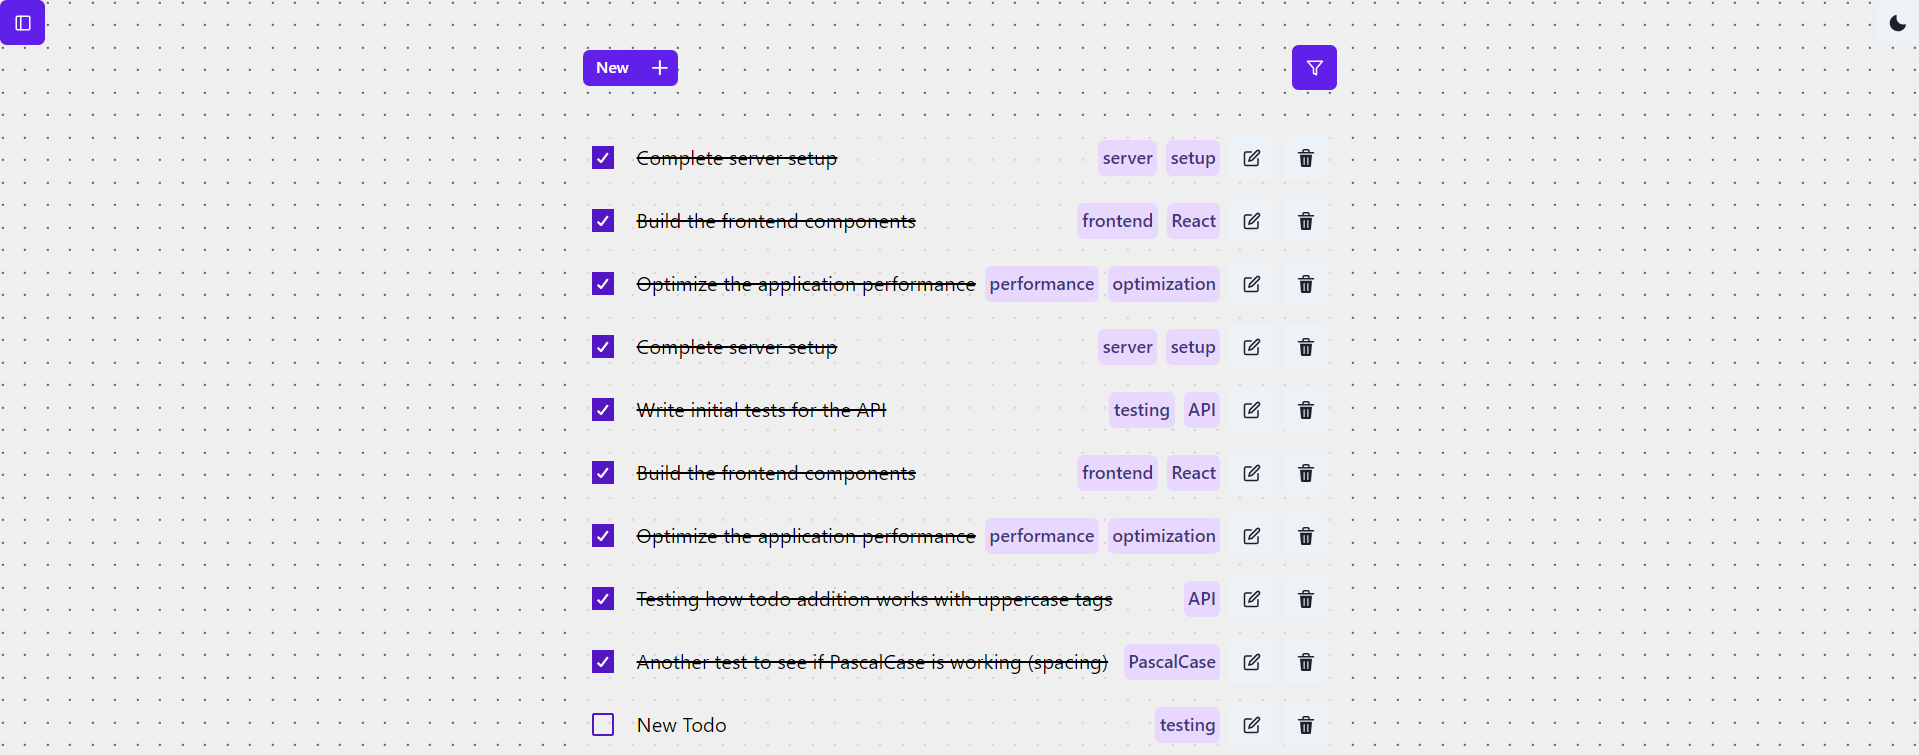 New
Complete server setup server setup
Build the frontend components frontend React
Optimize the application performance performance optimization
Complete server setup server setup
Write initial tests for the API testing API
Build the frontend components frontend React
Optimize the application performance performance optimization
Testing how todo addition works with uppercase tags API
Another test to see if PascalCase is working (spacing) PascalCase
New Todo testing